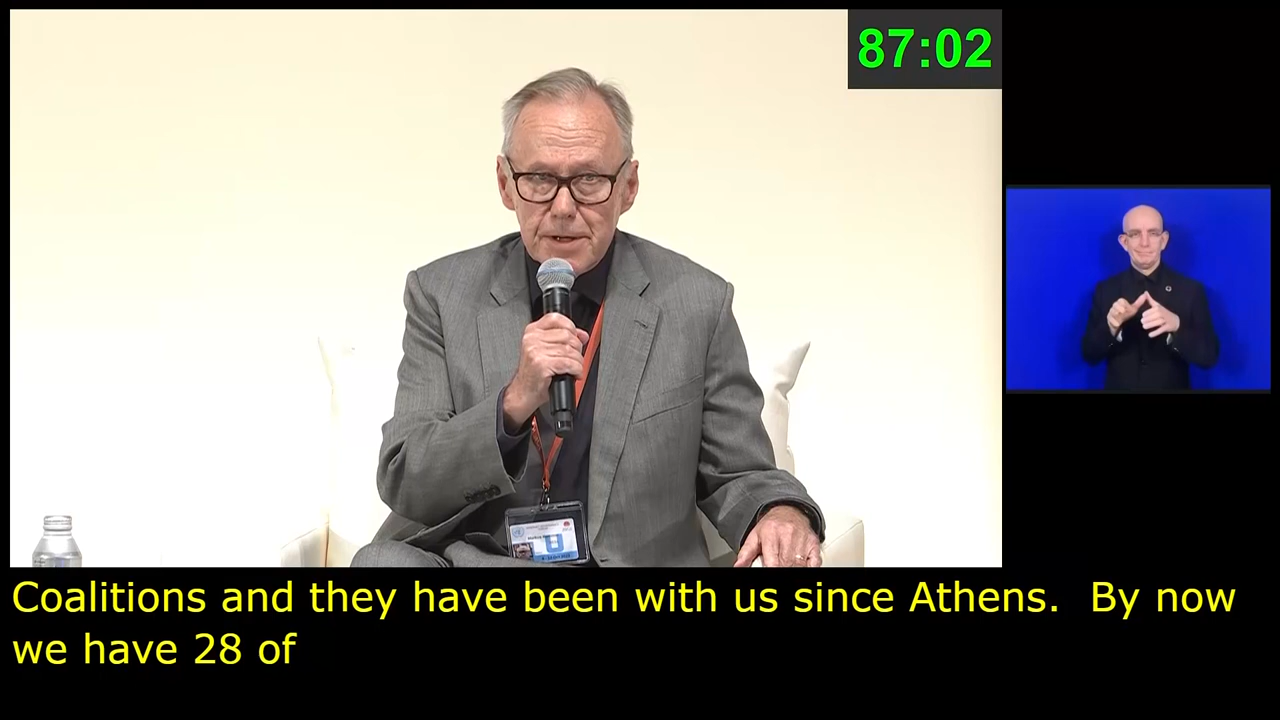 87:02
Coalitions and they have been with us since Athens.  By now
we have 28 of